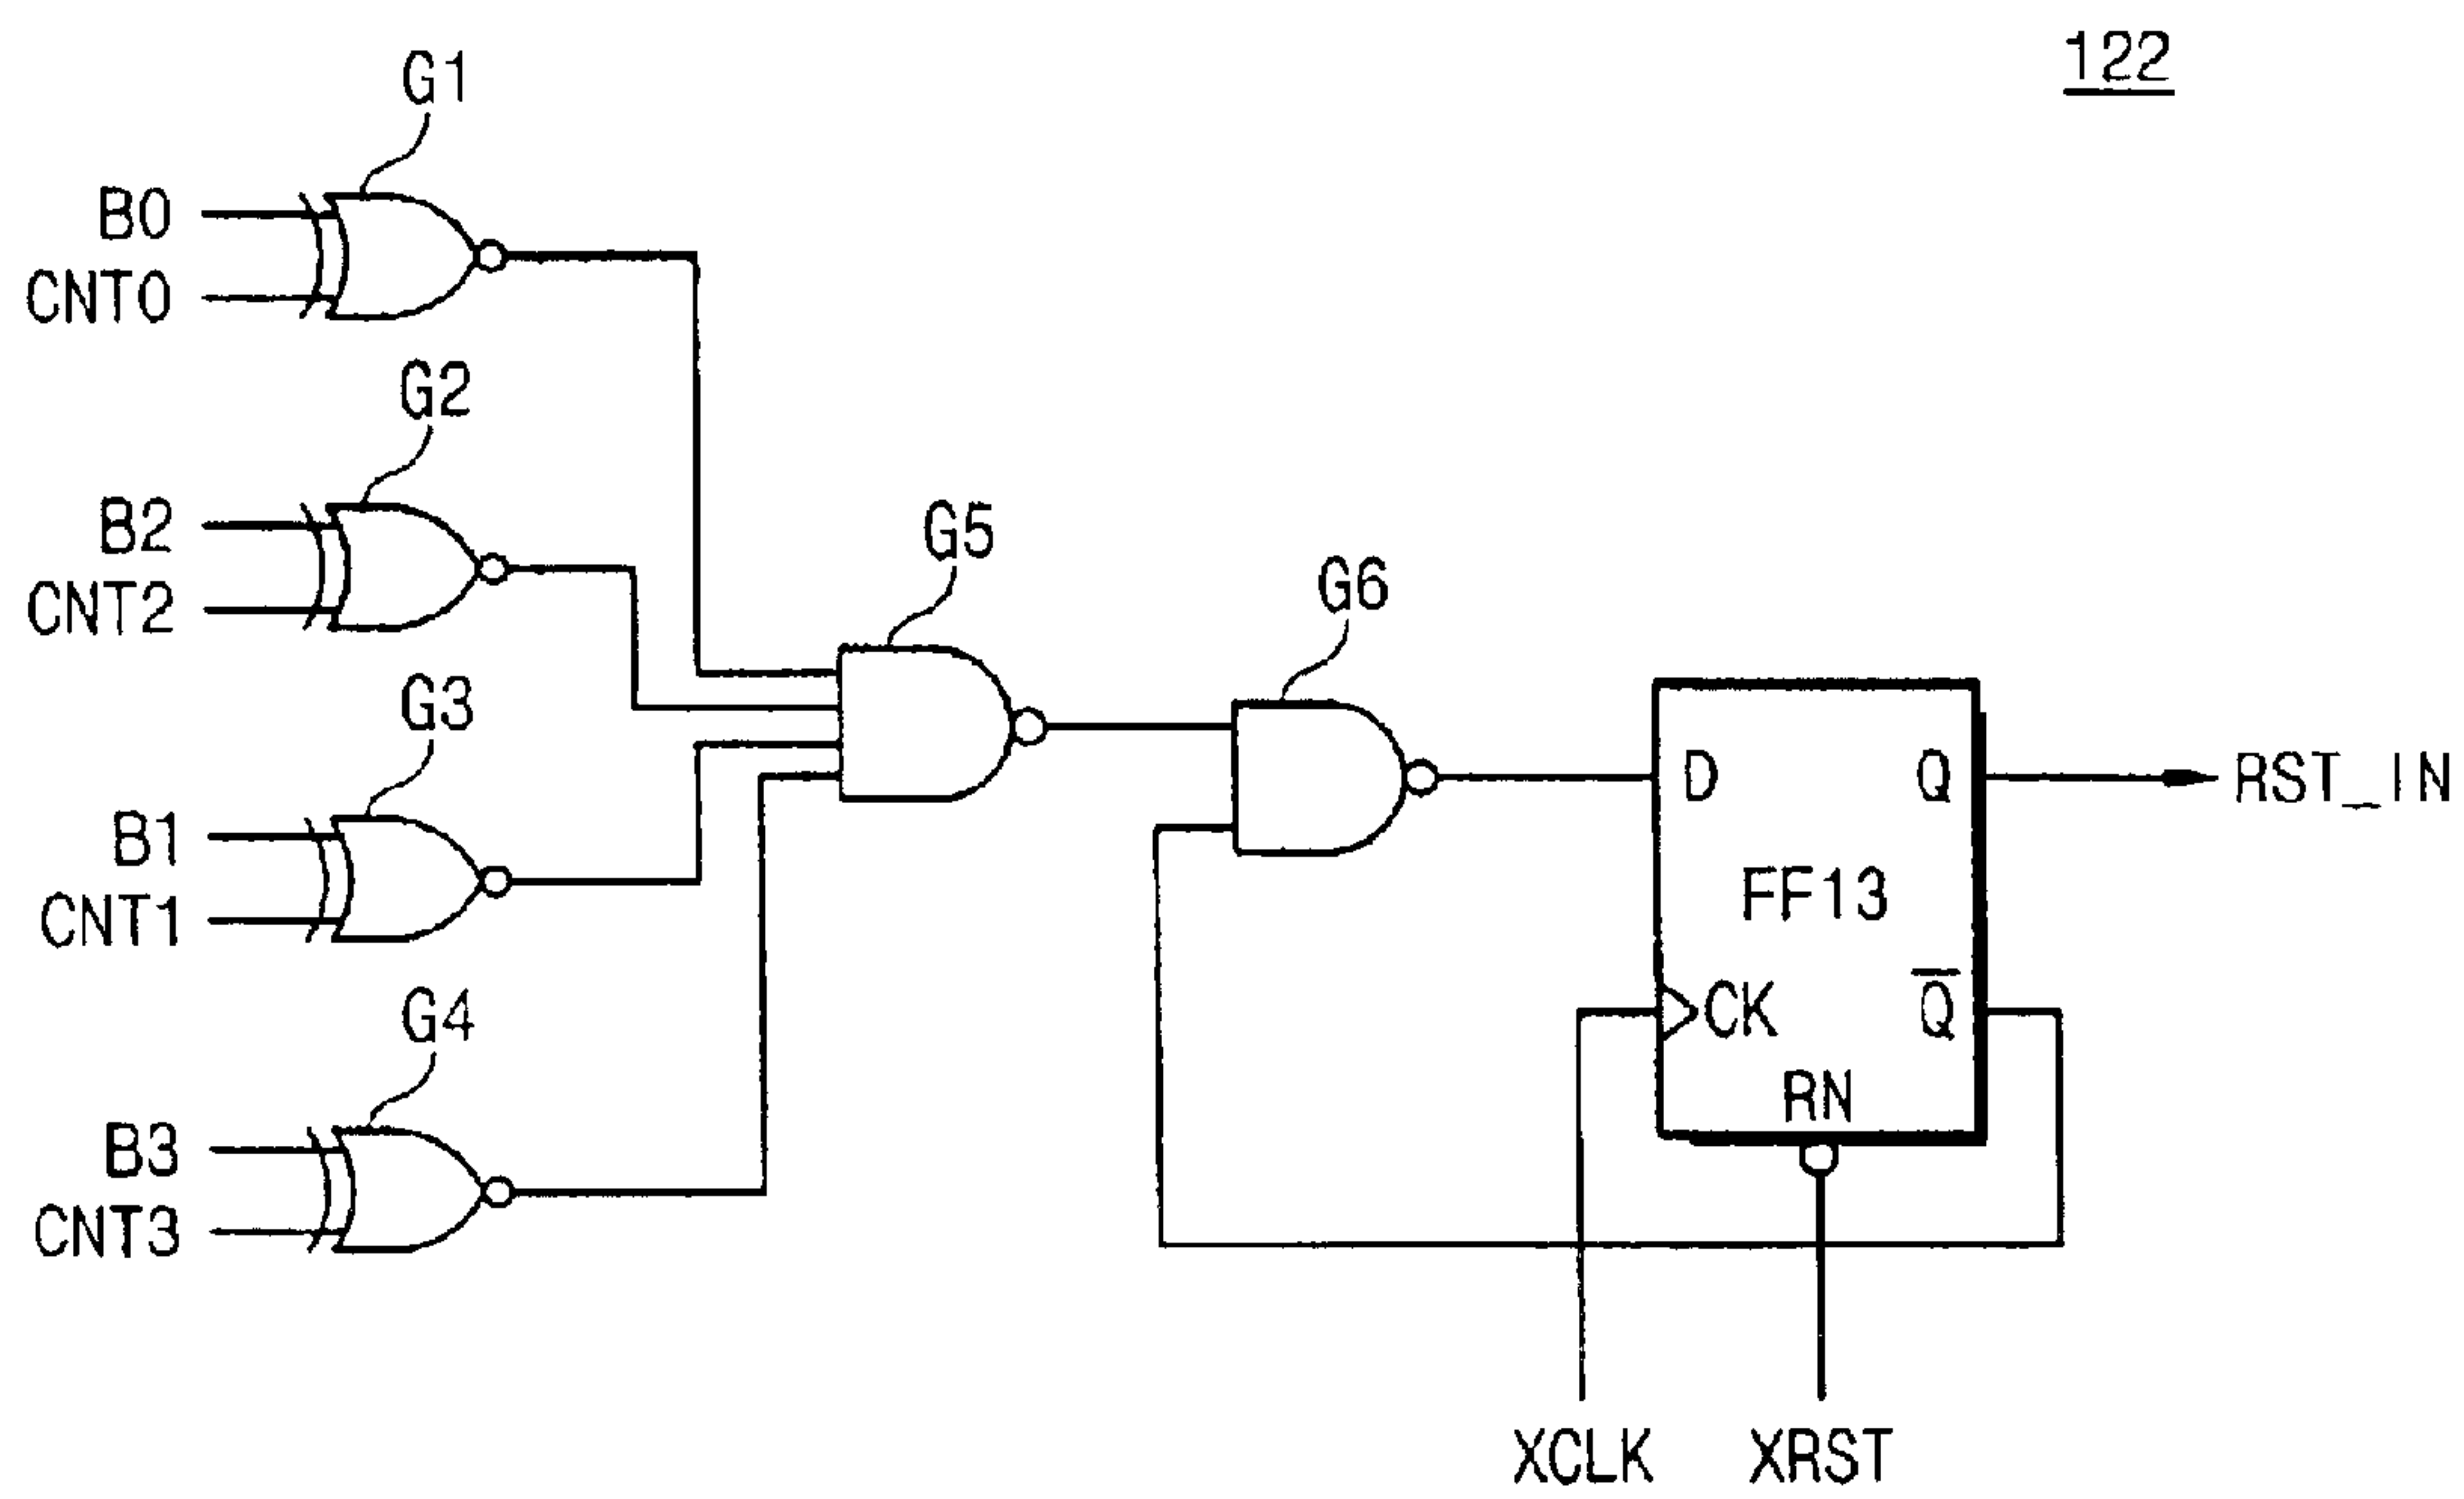 122
G1
B0
CNT0
G2
B2
CNT2
G5
G6
G3
B1
CNT1
D
Q
RST_IN
FF13
CK
Q̅
RN
G4
B3
CNT3
XCLK
XRST